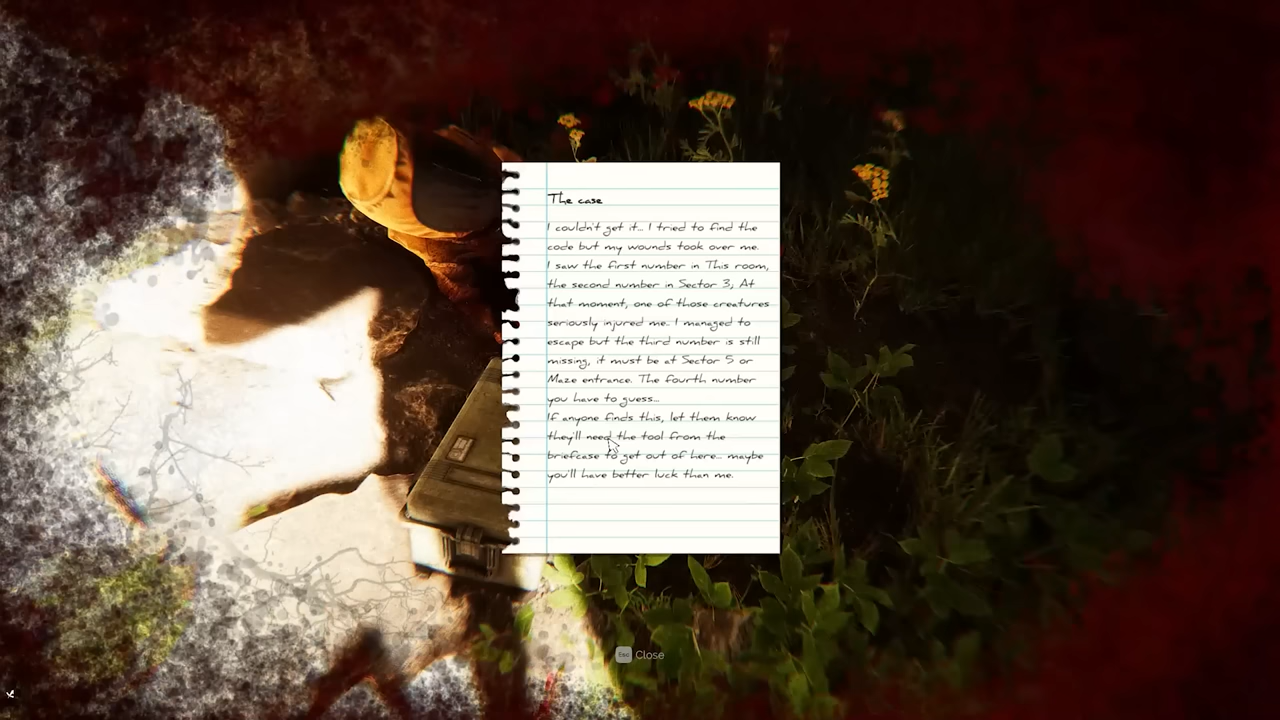 The case
I couldn't get it... I tried to find the
code but my wounds took over me.
I saw the first number in This room,
the second number in Sector 3, At
that moment, one of those creatures
seriously injured me.. I managed to
escape but the third number is still
missing, it must be at Sector 5 or
Maze entrance. The fourth number
you have to guess...
If anyone finds this, let them know
they'll need the tool from the
briefcase to get out of here... maybe
you'll have better luck than me.
Esc Close